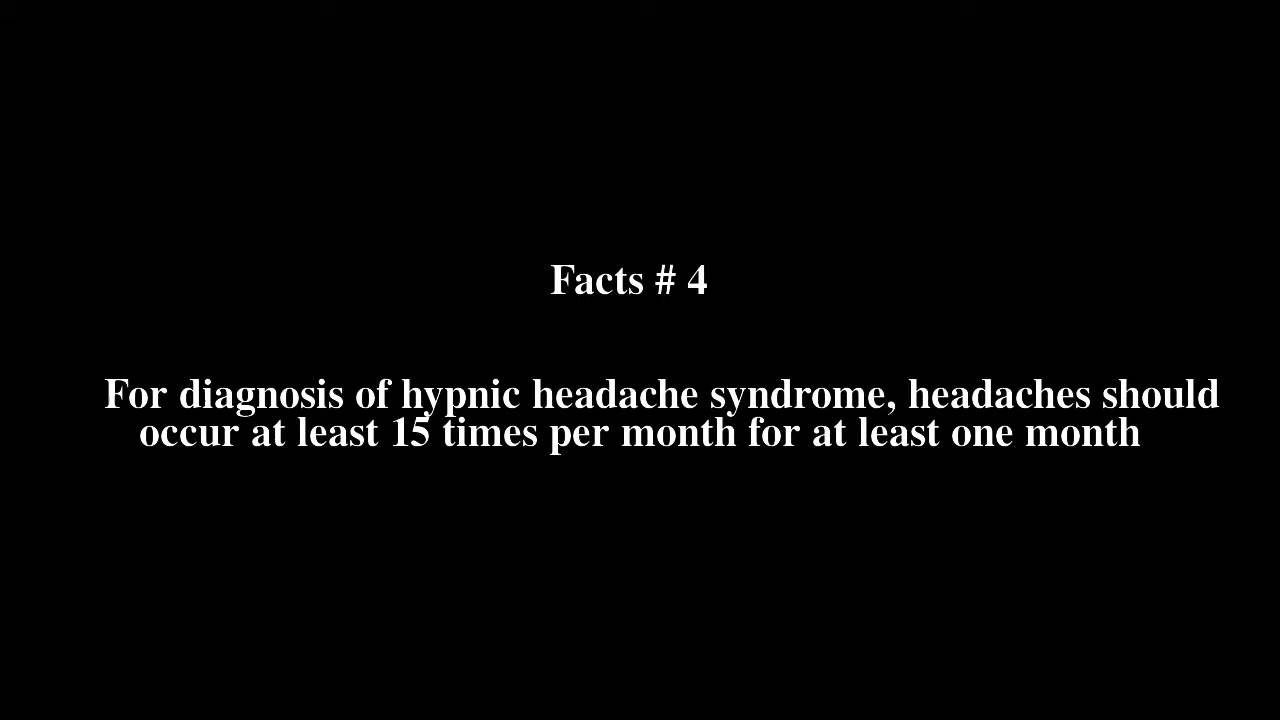 Facts # 4
For diagnosis of hypnic headache syndrome, headaches should
occur at least 15 times per month for at least one month